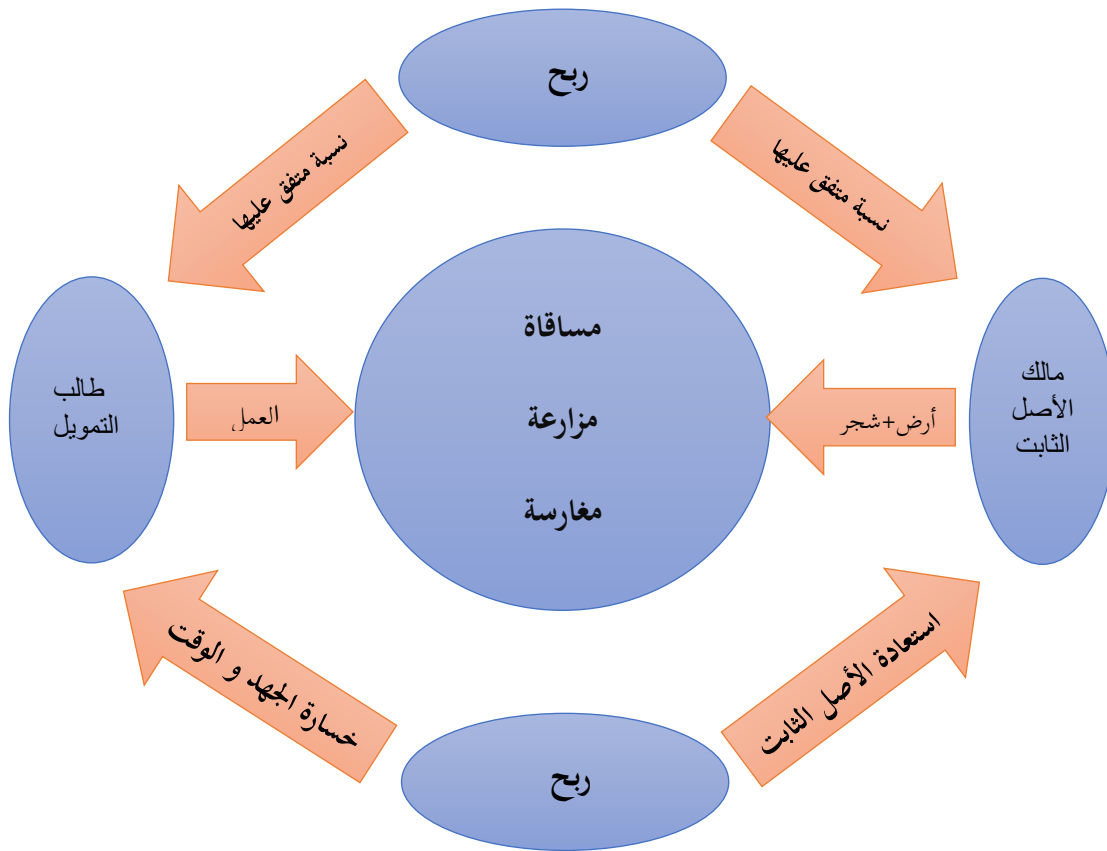 ربح
نسبة متفق عليها
نسبة متفق عليها
مالك
الأصل
الثابت
أرض+شجر
مساقاة
مزارعة
مغارسة
العمل
طالب
التمويل
استعادة الأصل الثابت
خسارة الجهد و الوقت
ربح